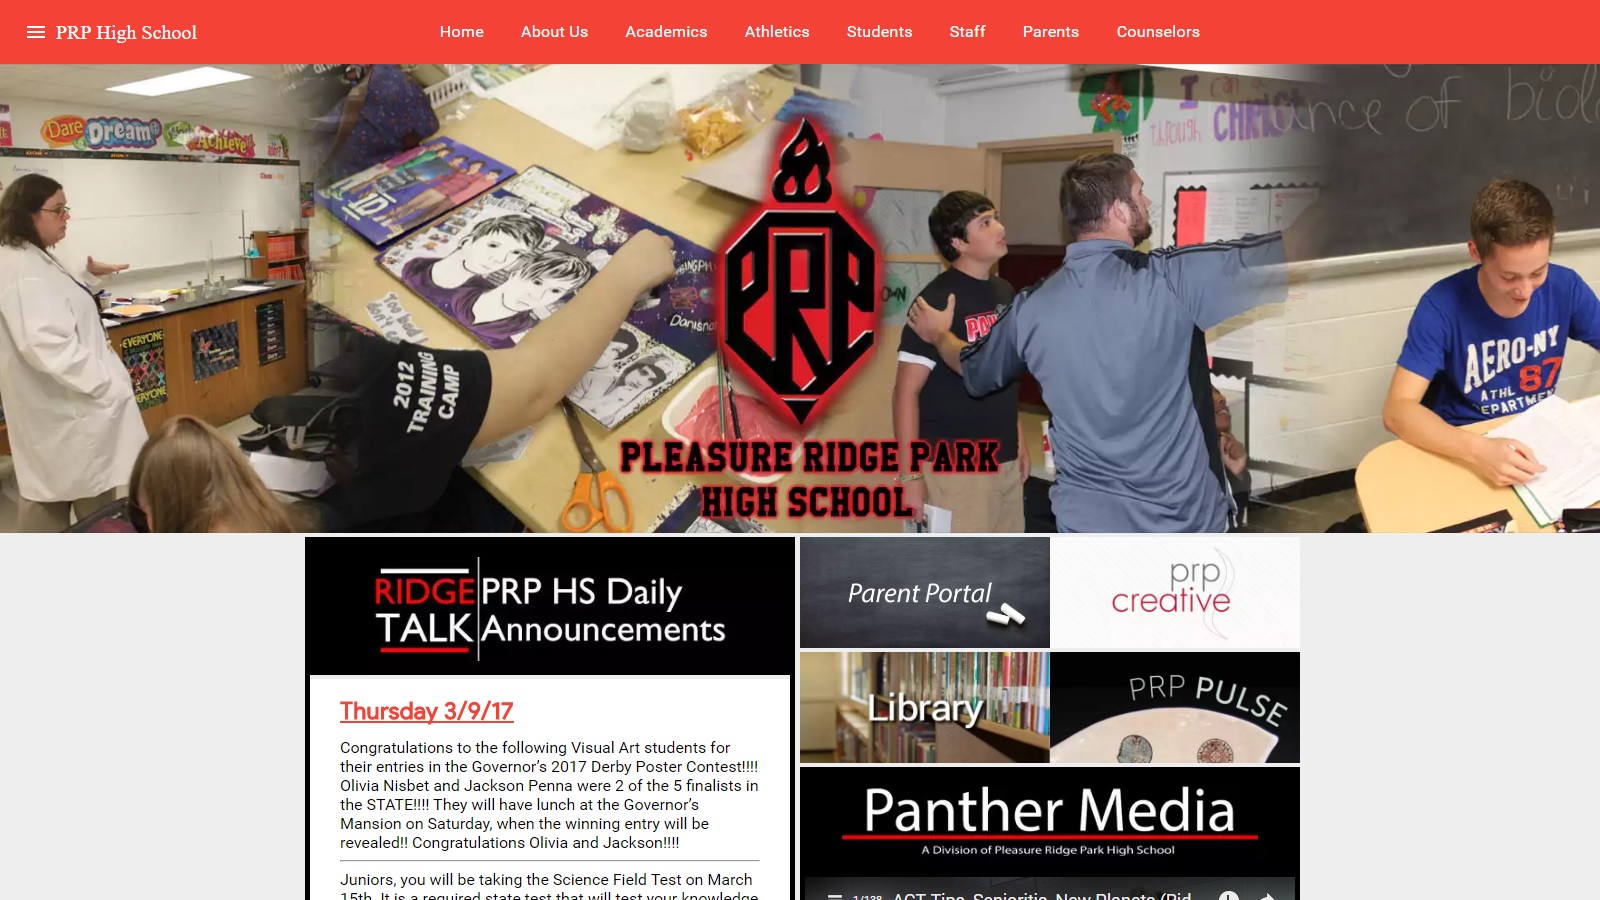 PRP High School
Home
About Us
Academics
Athletics
Students
Staff
Parents
Counselors
Dare
Dream
Achieve
I can do
through CHRIST
ance of biolo
EVERYONE
2012
TRAINING
CAMP
PRP
AERO-NY
ATHL 87
DEPARTMENT
PLEASURE RIDGE PARK
HIGH SCHOOL
RIDGE
TALK
PRP HS Daily
Announcements
Parent Portal
prp
creative
Library
PRP PULSE
Thursday 3/9/17
Congratulations to the following Visual Art students for
their entries in the Governor’s 2017 Derby Poster Contest!!!!
Olivia Nisbet and Jackson Penna were 2 of the 5 finalists in
the STATE!!!! They will have lunch at the Governor’s
Mansion on Saturday, when the winning entry will be
revealed!! Congratulations Olivia and Jackson!!!!
Juniors, you will be taking the Science Field Test on March
15th. It is a required state test that will test your knowledge
Panther Media
A Division of Pleasure Ridge Park High School
1/138 ACT Tips, Senioritis, New Planets (Rid